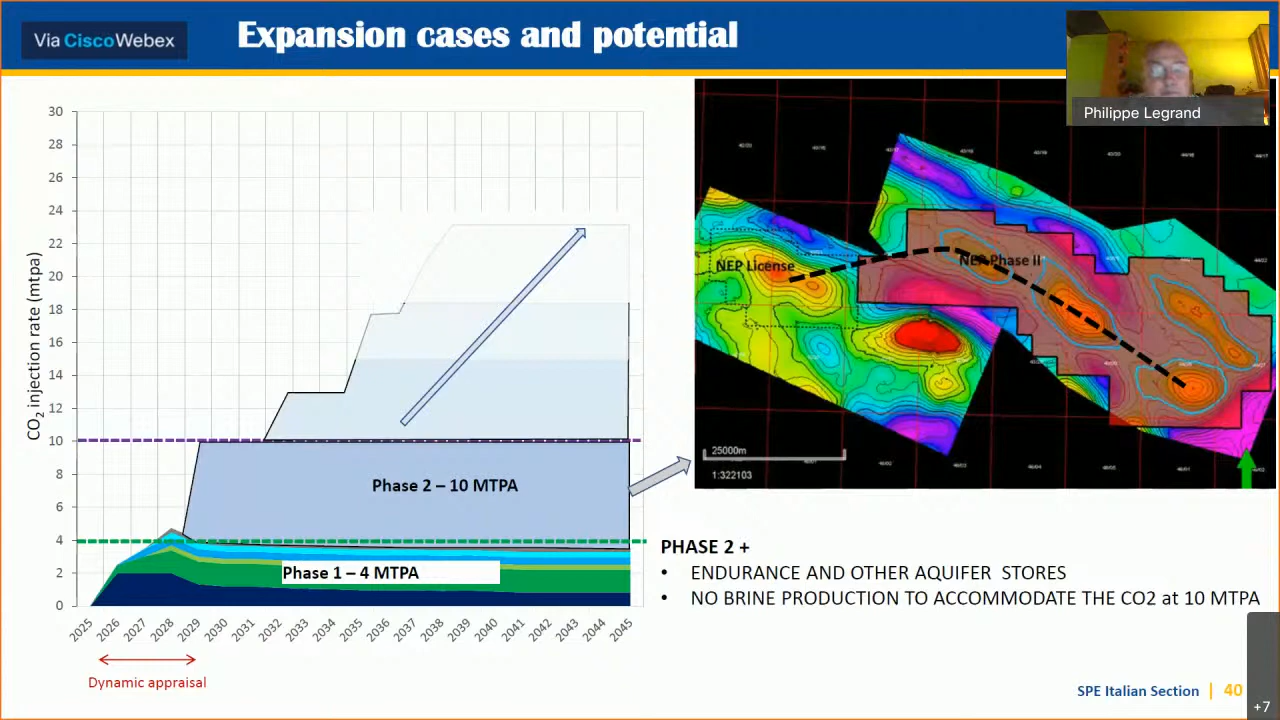 Via CiscoWebex
Expansion cases and potential
Philippe Legrand
30
28
26
24
22
20
18
16
14
12
10
8
6
4
2
0
CO2 injection rate (mtpa)
Phase 2 – 10 MTPA
Phase 1 – 4 MTPA
2025
2026
2027
2028
2029
2030
2031
2032
2033
2034
2035
2036
2037
2038
2039
2040
2041
2042
2043
2044
2045
Dynamic appraisal
NEP License
NEP Phase II
25000m
1:322103
PHASE 2 +
• ENDURANCE AND OTHER AQUIFER STORES
• NO BRINE PRODUCTION TO ACCOMMODATE THE CO2 at 10 MTPA
SPE Italian Section | 40
+7